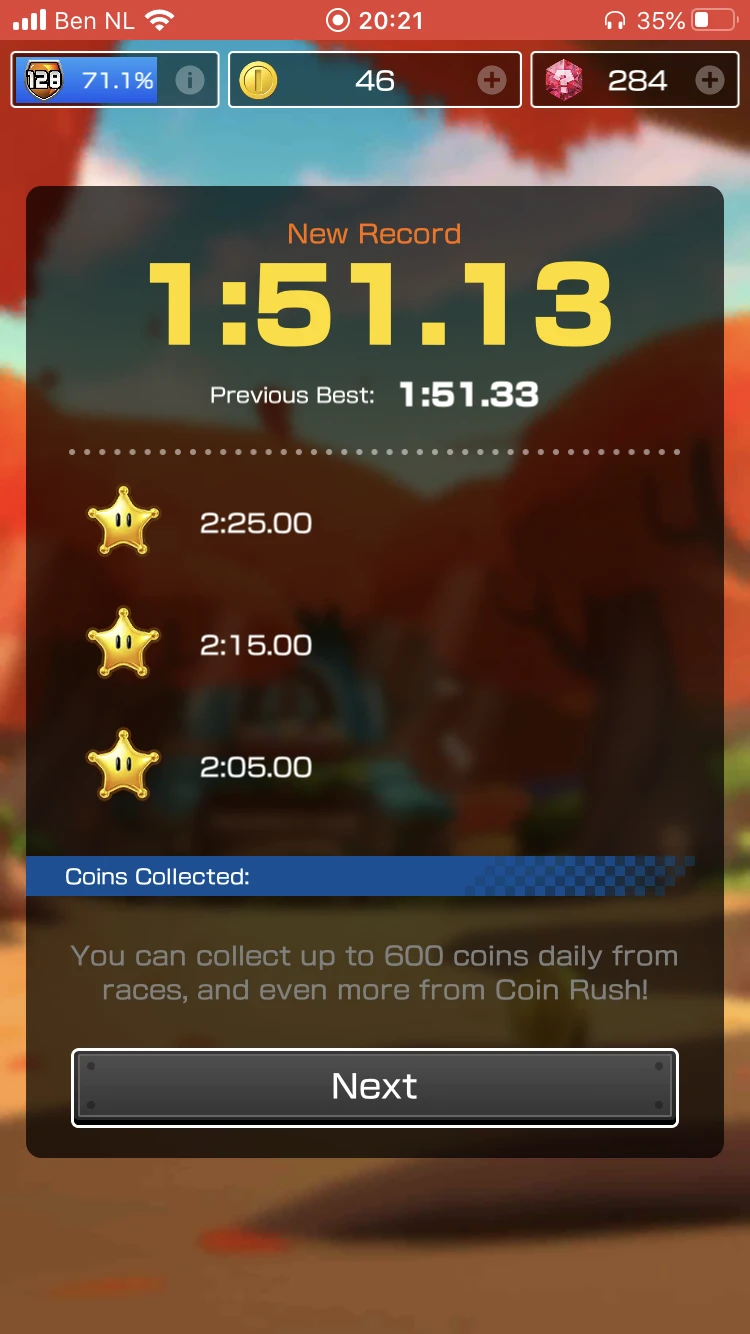 Ben NL 20:21 35%
128 71.1% i 46 + 284 +
New Record
1:51.13
Previous Best: 1:51.33
2:25.00
2:15.00
2:05.00
Coins Collected:
You can collect up to 600 coins daily from
races, and even more from Coin Rush!
Next